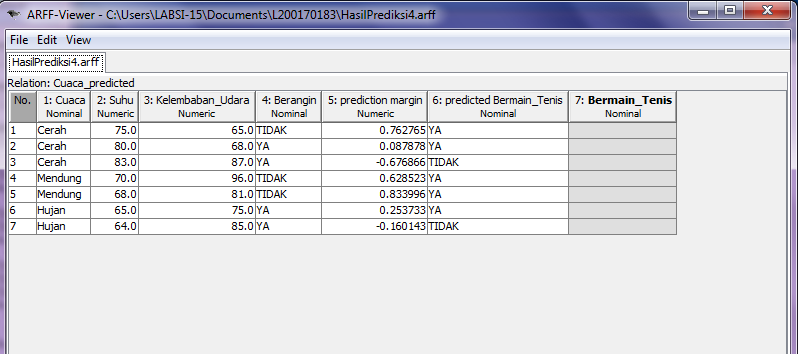 ARFF-Viewer - C:\Users\LABSI-15\Documents\L200170183\HasilPrediksi4.arff
File Edit View
HasilPrediksi4.arff
Relation: Cuaca_predicted
No. 1: Cuaca 2: Suhu 3: Kelembaban_Udara 4: Berangin 5: prediction margin 6: predicted Bermain_Tenis 7: Bermain_Tenis
Nominal Numeric Numeric Nominal Numeric Nominal Nominal
1 Cerah 75.0 65.0 TIDAK 0.762765 YA
2 Cerah 80.0 68.0 YA 0.087878 YA
3 Cerah 83.0 87.0 YA -0.676866 TIDAK
4 Mendung 70.0 96.0 TIDAK 0.628523 YA
5 Mendung 68.0 81.0 TIDAK 0.833996 YA
6 Hujan 65.0 75.0 YA 0.253733 YA
7 Hujan 64.0 85.0 YA -0.160143 TIDAK